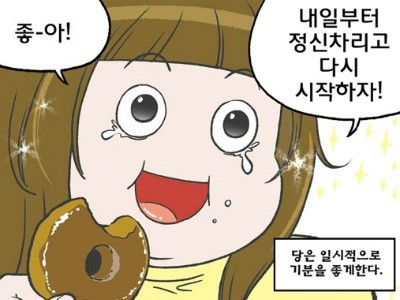 좋-아!
내일부터
정신차리고
다시
시작하자!
당은 일시적으로
기분을 좋게한다.